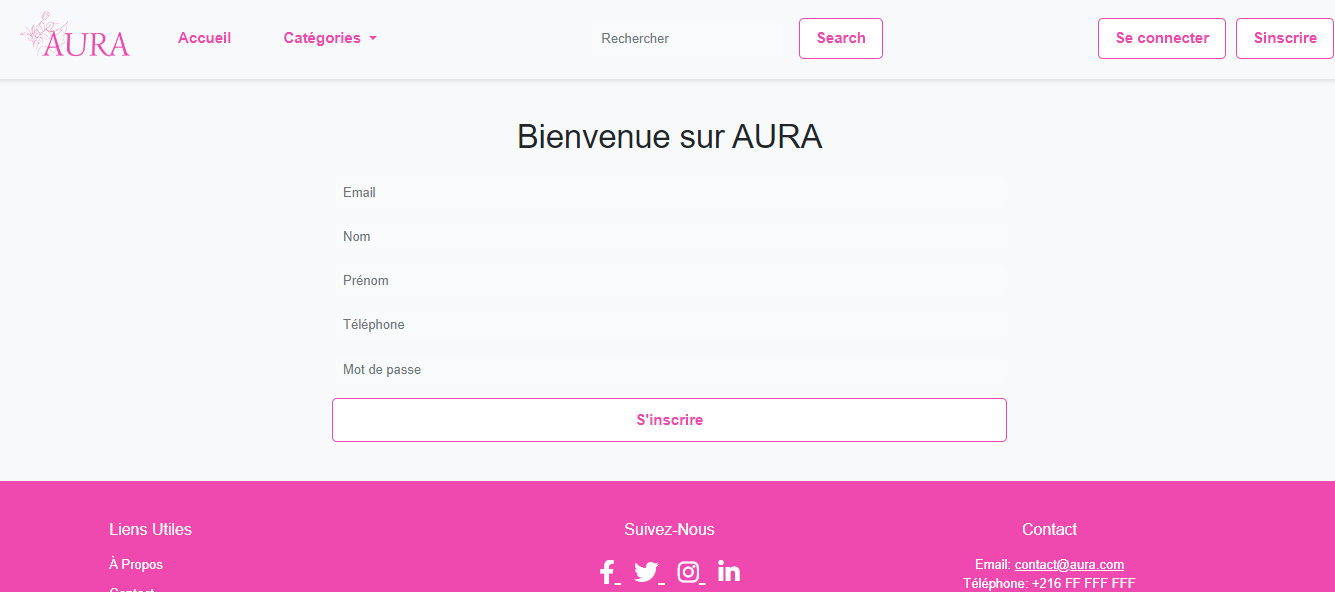 AURA
Accueil
Catégories
Rechercher
Search
Se connecter
Sinscrire
Bienvenue sur AURA
Email
Nom
Prénom
Téléphone
Mot de passe
S'inscrire
Liens Utiles
À Propos
Contact
Suivez-Nous
Contact
Email: contact@aura.com
Téléphone: +216 FF FFF FFF